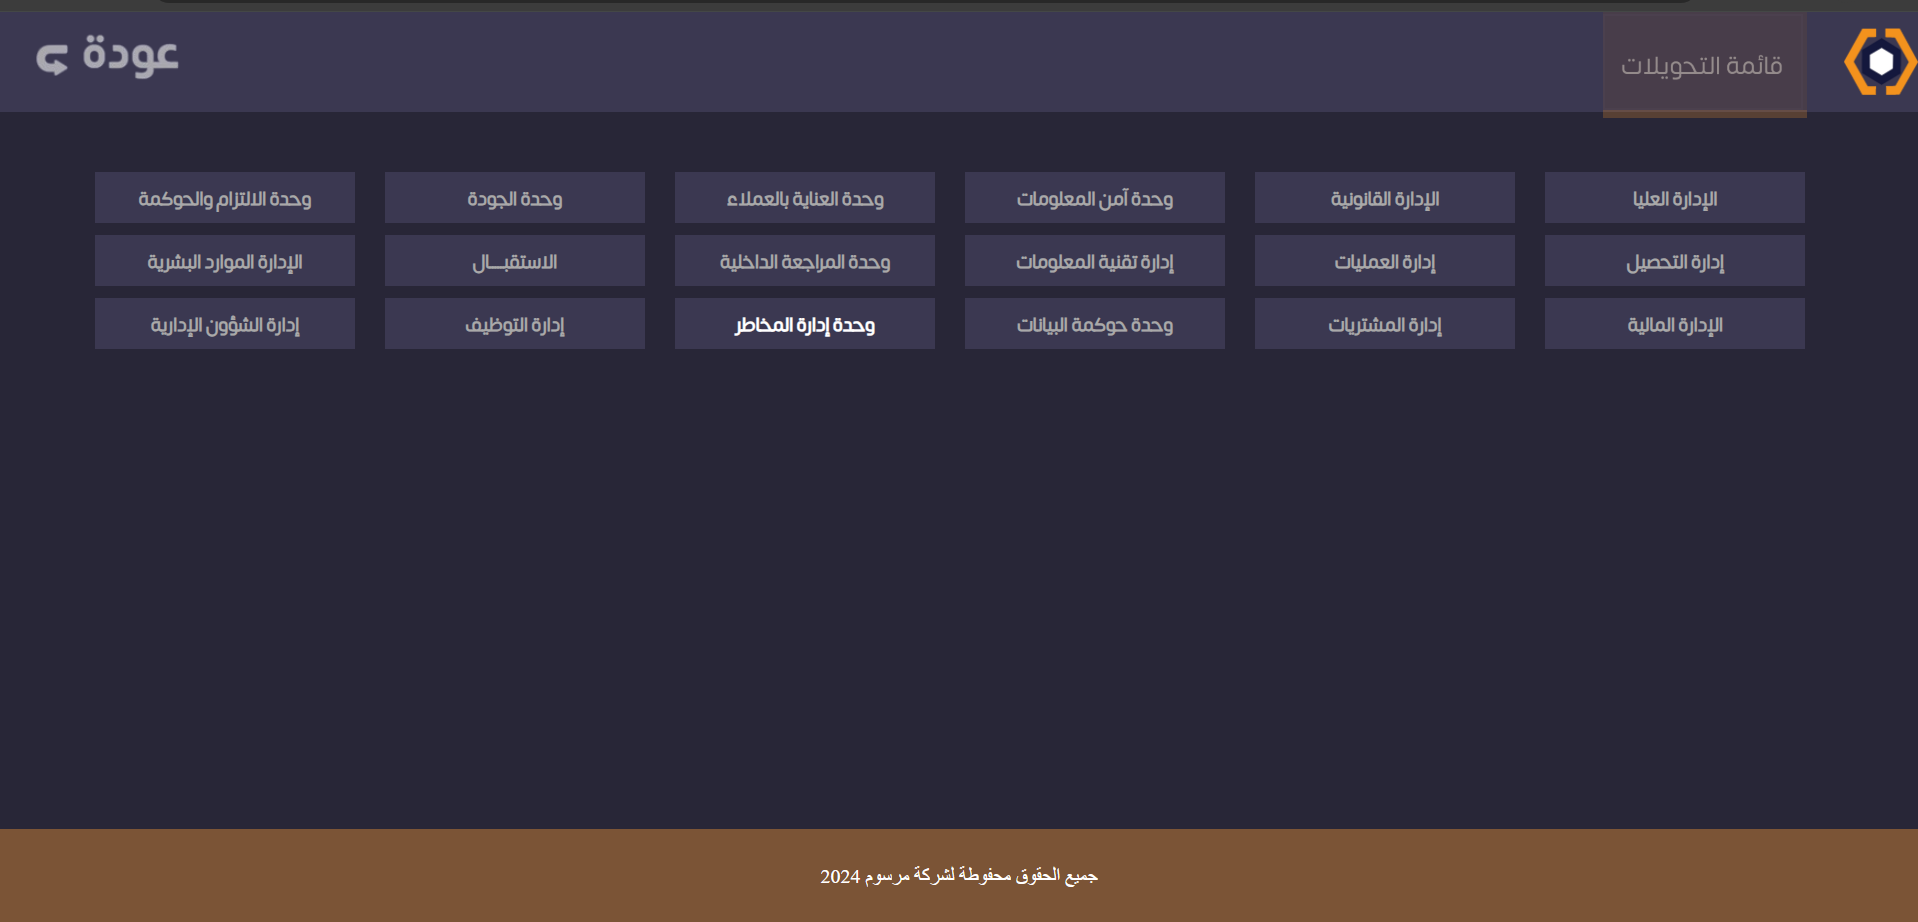 قائمة التحويلات
عودة
الإدارة العليا
الإدارة القانونية
وحدة آمن المعلومات
وحدة العناية بالعملاء
وحدة الجودة
وحدة الالتزام والحوكمة
إدارة التحصيل
إدارة العمليات
إدارة تقنية المعلومات
وحدة المراجعة الداخلية
الاستقبـــال
الإدارة الموارد البشرية
الإدارة المالية
إدارة المشتريات
وحدة حوكمة البيانات
وحدة إدارة المخاطر
إدارة التوظيف
إدارة الشؤون الإدارية
جميع الحقوق محفوطة لشركة مرسوم 2024